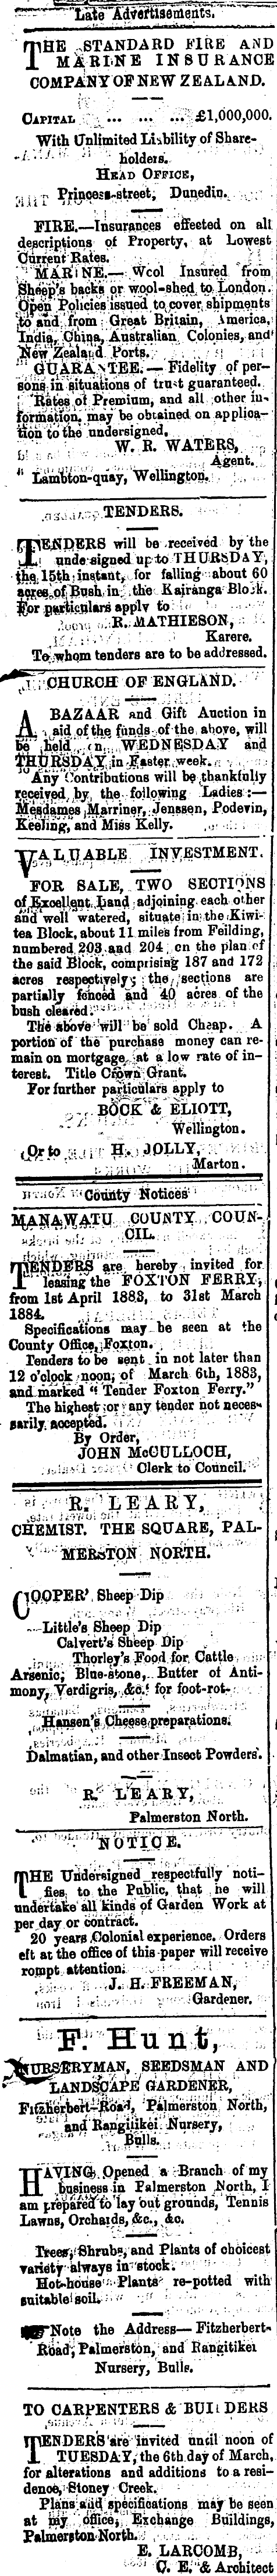 Late Advertisements.
THE STANDARD FIRE AND
MARINE INSURANCE
COMPANY OF NEW ZEALAND.
CAPITAL ... ... ... £1,000,000.
With Unlimited Liability of Share-
holders.
HEAD OFFICE,
Princess-street, Dunedin.
FIRE.—Insurances effected on all
descriptions of Property, at Lowest
Current Rates.
MARINE.—Wool Insured from
Sheep's backs or wool-shed to London.
Open Policies issued to cover shipments
to and from Great Britain, America,
India, China, Australian Colonies, and
New Zealand Ports.
GUARANTEE.—Fidelity of per-
sons in situations of trust guaranteed.
Rates of Premium, and all other in-
formation, may be obtained on applica-
tion to the undersigned,
W. R. WATERS,
Agent.
Lambton-quay, Wellington.
TENDERS.
TENDERS will be received by the
undersigned up to THURSDAY,
the 15th instant, for falling about 60
acres of Bush in the Kairanga Block.
For particulars apply to
R. MATHIESON,
Karere.
To whom tenders are to be addressed.
CHURCH OF ENGLAND.
A BAZAAR and Gift Auction in
aid of the funds of the above, will
be held on WEDNESDAY and
THURSDAY in Easter week.
Any Contributions will be thankfully
received by the following Ladies:—
Mesdames Marriner, Jenssen, Podevin,
Keeling, and Miss Kelly.
VALUABLE INVESTMENT.
FOR SALE, TWO SECTIONS
of Excellent Land adjoining each other
and well watered, situate in the Kiwi-
tea Block, about 11 miles from Feilding,
numbered 203 and 204 on the plan of
the said Block, comprising 187 and 172
acres respectively; the sections are
partially fenced and 40 acres of the
bush cleared.
The above will be sold Cheap. A
portion of the purchase money can re-
main on mortgage at a low rate of in-
terest. Title Crown Grant.
For further particulars apply to
BOCK & ELIOTT,
Wellington.
Or to H. JOLLY,
Marton.
County Notices
MANAWATU COUNTY COUN-
CIL.
TENDERS are hereby invited for
leasing the FOXTON FERRY,
from 1st April 1883, to 31st March
1884.
Specifications may be seen at the
County Office, Foxton.
Tenders to be sent in not later than
12 o'clock noon, of March 6th, 1883,
and marked "Tender Foxton Ferry."
The highest or any tender not neces-
sarily accepted.
By Order,
JOHN McCULLOCH,
Clerk to Council.
R. LEARY,
CHEMIST. THE SQUARE, PAL-
MERSTON NORTH.
COOPER' Sheep Dip
Little's Sheep Dip
Calvert's Sheep Dip
Thorley's Food for Cattle
Arsenic, Blue-stone, Butter of Anti-
mony, Verdigris, &c. for foot-rot-
Hansen's Cheese preparations.
Dalmatian, and other Insect Powders.
R. LEARY,
Palmerston North.
NOTICE.
THE Undersigned respectfully noti-
fies to the Public, that he will
undertake all kinds of Garden Work at
per day or contract.
20 years Colonial experience. Orders
eft at the office of this paper will receive
rompt attention.
J. H. FREEMAN,
Gardener.
F. Hunt,
NURSERYMAN, SEEDSMAN AND
LANDSCAPE GARDENER,
Fitzherbert-Road, Palmerston North,
and Rangitikei Nursery,
Bulls.
HAVING Opened a Branch of my
business in Palmerston North, I
am prepared to lay out grounds, Tennis
Lawns, Orchards, &c., &c.
Trees, Shrubs, and Plants of choicest
variety always in stock.
Hot-house Plants re-potted with
suitable soil.
Note the Address—Fitzherbert-
Road, Palmerston, and Rangitikei
Nursery, Bulls.
TO CARPENTERS & BUILDERS
TENDERS are invited until noon of
TUESDAY, the 6th day of March,
for alterations and additions to a resi-
dence, Stoney Creek.
Plans and specifications may be seen
at my office, Exchange Buildings,
Palmerston North.
E. LARCOMB,
C. E. & Architect